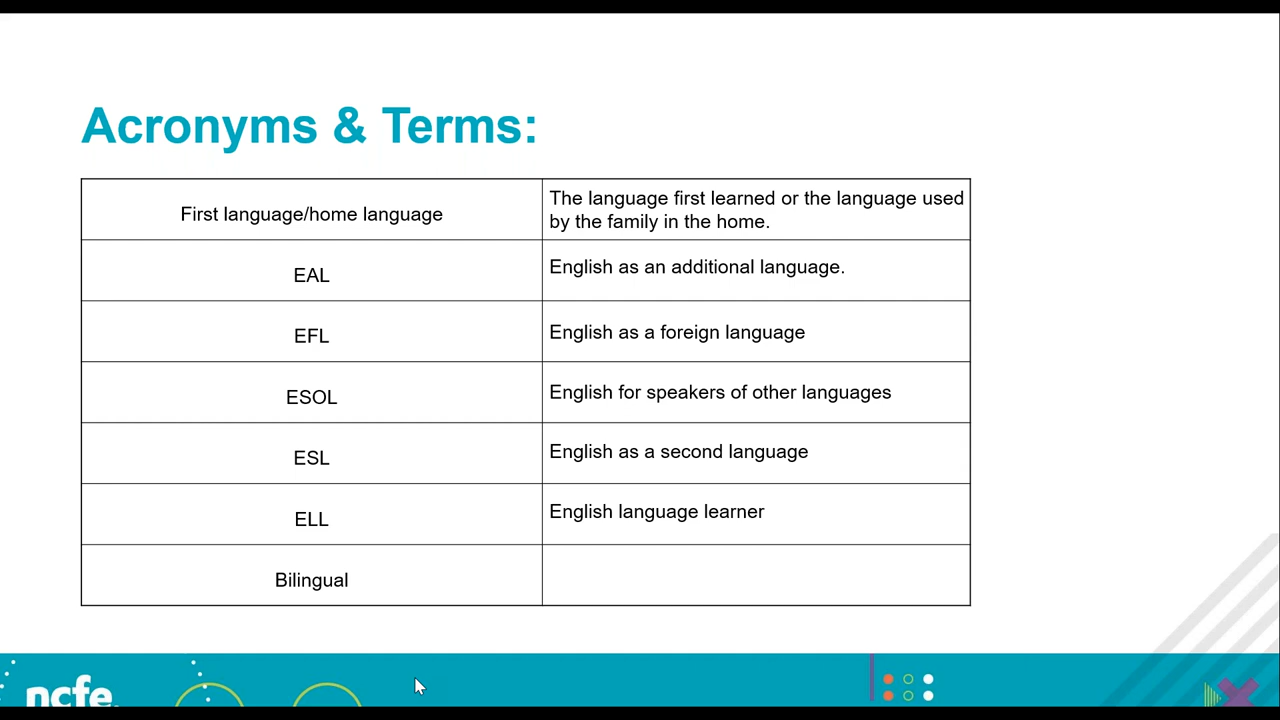 Acronyms & Terms:
First language/home language
The language first learned or the language used
by the family in the home.
EAL
English as an additional language.
EFL
English as a foreign language
ESOL
English for speakers of other languages
ESL
English as a second language
ELL
English language learner
Bilingual
ncfe.